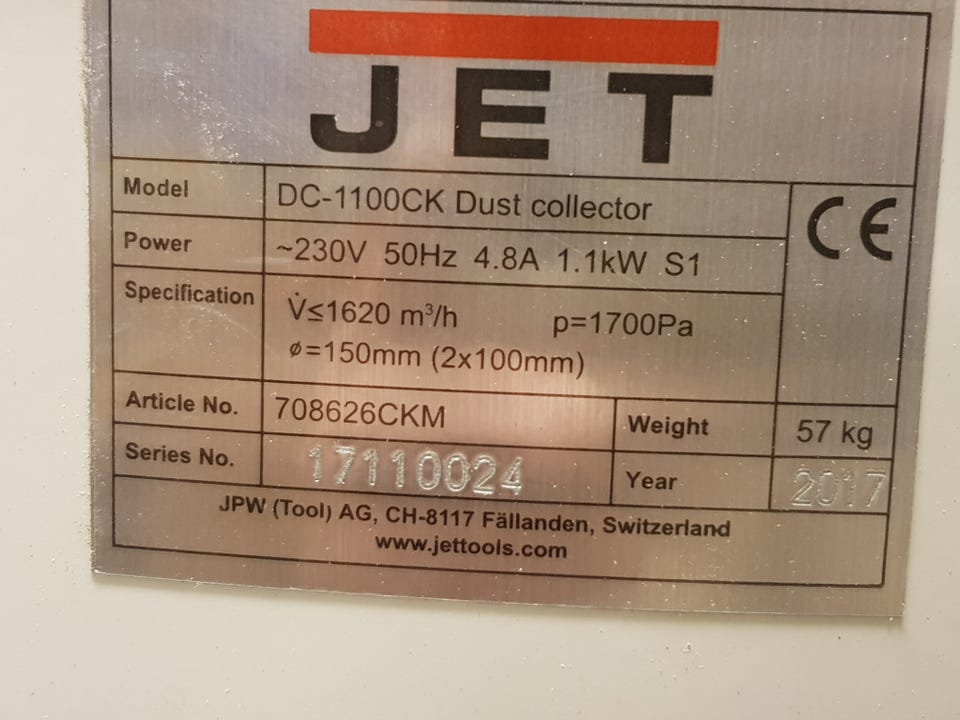 JET
Model DC-1100CK Dust collector
CE
Power ~230V 50Hz 4.8A 1.1kW S1
Specification V̇≤1620 m³/h p=1700Pa
ø=150mm (2x100mm)
Article No. 708626CKM Weight 57 kg
Series No. 17110024 Year 2017
JPW (Tool) AG, CH-8117 Fällanden, Switzerland
www.jettools.com